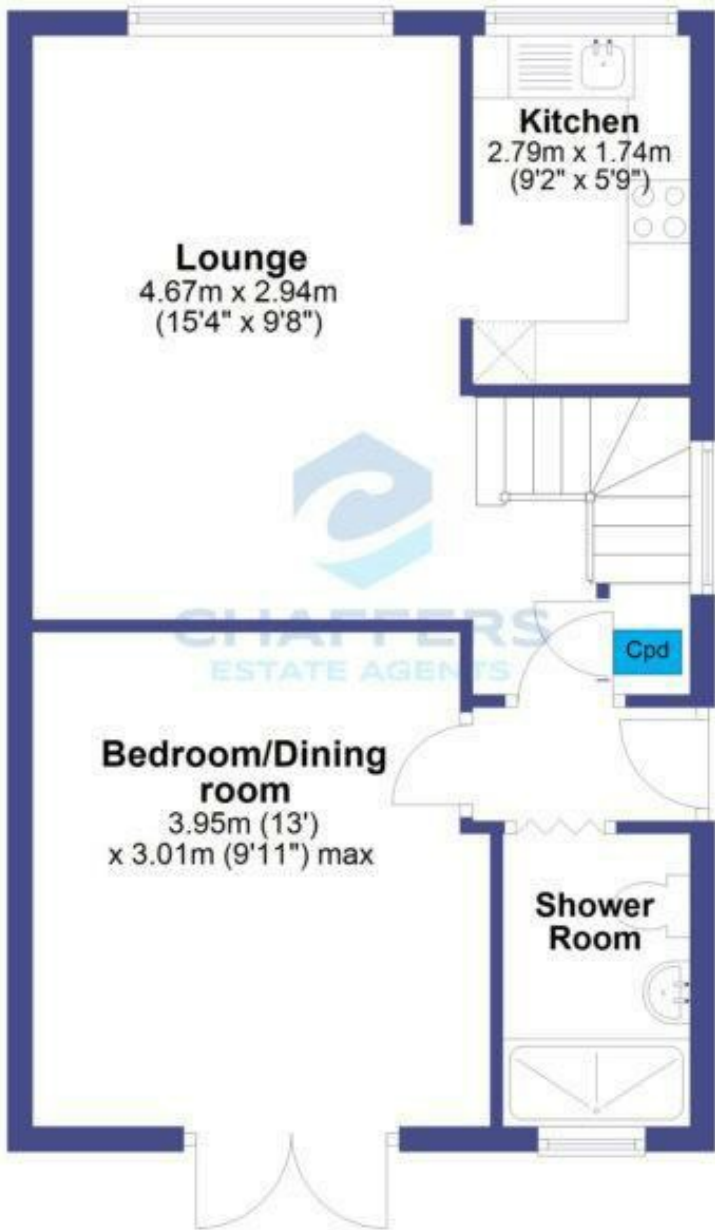 Kitchen
2.79m x 1.74m
(9'2" x 5'9")
Lounge
4.67m x 2.94m
(15'4" x 9'8")
CHAFFERS
ESTATE AGENTS
Cpd
Bedroom/Dining
room
3.95m (13')
x 3.01m (9'11") max
Shower
Room